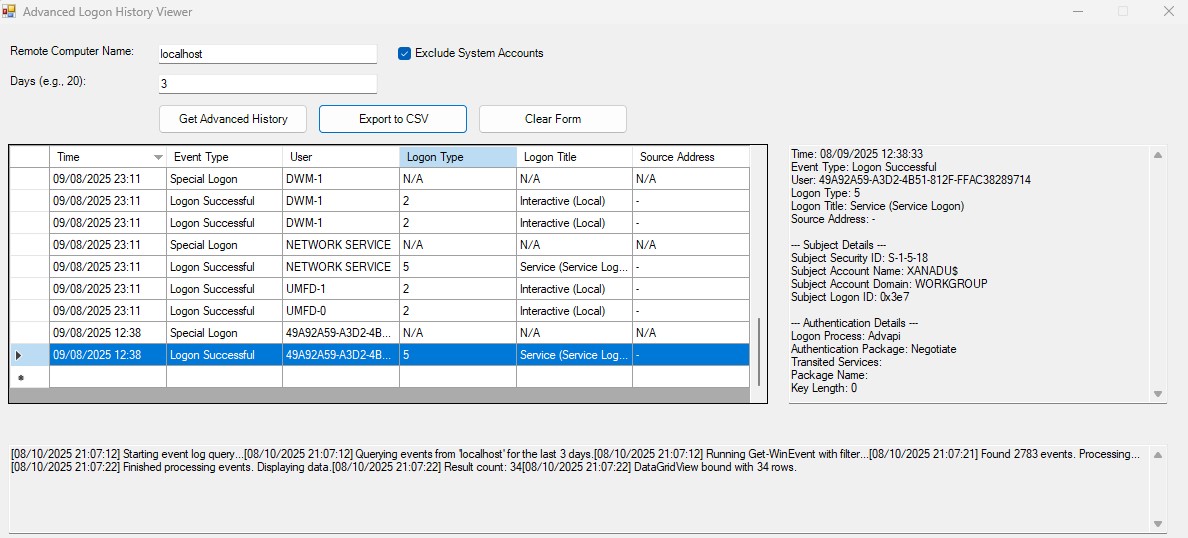 Advanced Logon History Viewer
Remote Computer Name: localhost Exclude System Accounts
Days (e.g., 20): 3
Get Advanced History Export to CSV Clear Form
Time Event Type User Logon Type Logon Title Source Address
09/08/2025 23:11 Special Logon DWM-1 N/A N/A N/A
09/08/2025 23:11 Logon Successful DWM-1 2 Interactive (Local) -
09/08/2025 23:11 Logon Successful DWM-1 2 Interactive (Local) -
09/08/2025 23:11 Special Logon NETWORK SERVICE N/A N/A N/A
09/08/2025 23:11 Logon Successful NETWORK SERVICE 5 Service (Service Log... -
09/08/2025 23:11 Logon Successful UMFD-1 2 Interactive (Local) -
09/08/2025 23:11 Logon Successful UMFD-0 2 Interactive (Local) -
09/08/2025 12:38 Special Logon 49A92A59-A3D2-4B... N/A N/A N/A
09/08/2025 12:38 Logon Successful 49A92A59-A3D2-4B... 5 Service (Service Log... -
Time: 08/09/2025 12:38:33
Event Type: Logon Successful
User: 49A92A59-A3D2-4B51-812F-FFAC38289714
Logon Type: 5
Logon Title: Service (Service Logon)
Source Address: -
--- Subject Details ---
Subject Security ID: S-1-5-18
Subject Account Name: XANADU$
Subject Account Domain: WORKGROUP
Subject Logon ID: 0x3e7
--- Authentication Details ---
Logon Process: Advapi
Authentication Package: Negotiate
Transited Services:
Package Name:
Key Length: 0
[08/10/2025 21:07:12] Starting event log query...[08/10/2025 21:07:12] Querying events from 'localhost' for the last 3 days.[08/10/2025 21:07:12] Running Get-WinEvent with filter...[08/10/2025 21:07:21] Found 2783 events. Processing...
[08/10/2025 21:07:22] Finished processing events. Displaying data.[08/10/2025 21:07:22] Result count: 34[08/10/2025 21:07:22] DataGridView bound with 34 rows.